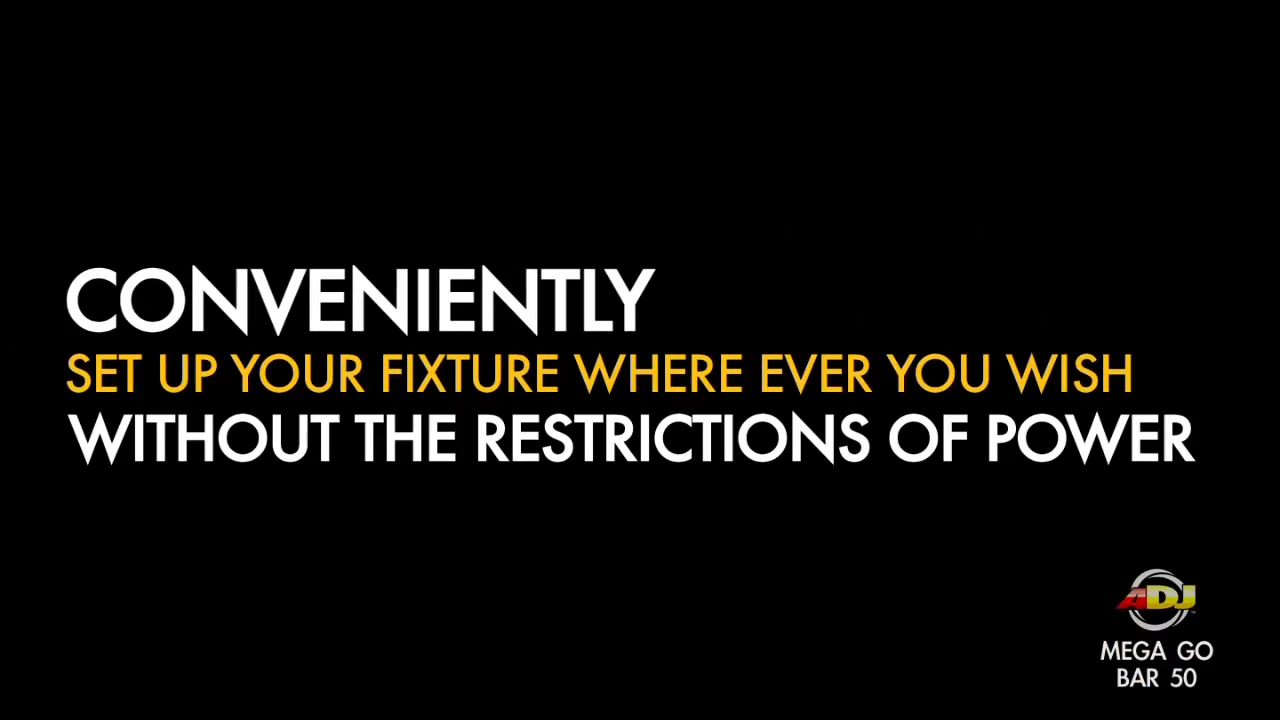 CONVENIENTLY
SET UP YOUR FIXTURE WHERE EVER YOU WISH
WITHOUT THE RESTRICTIONS OF POWER
ADJ
MEGA GO
BAR 50